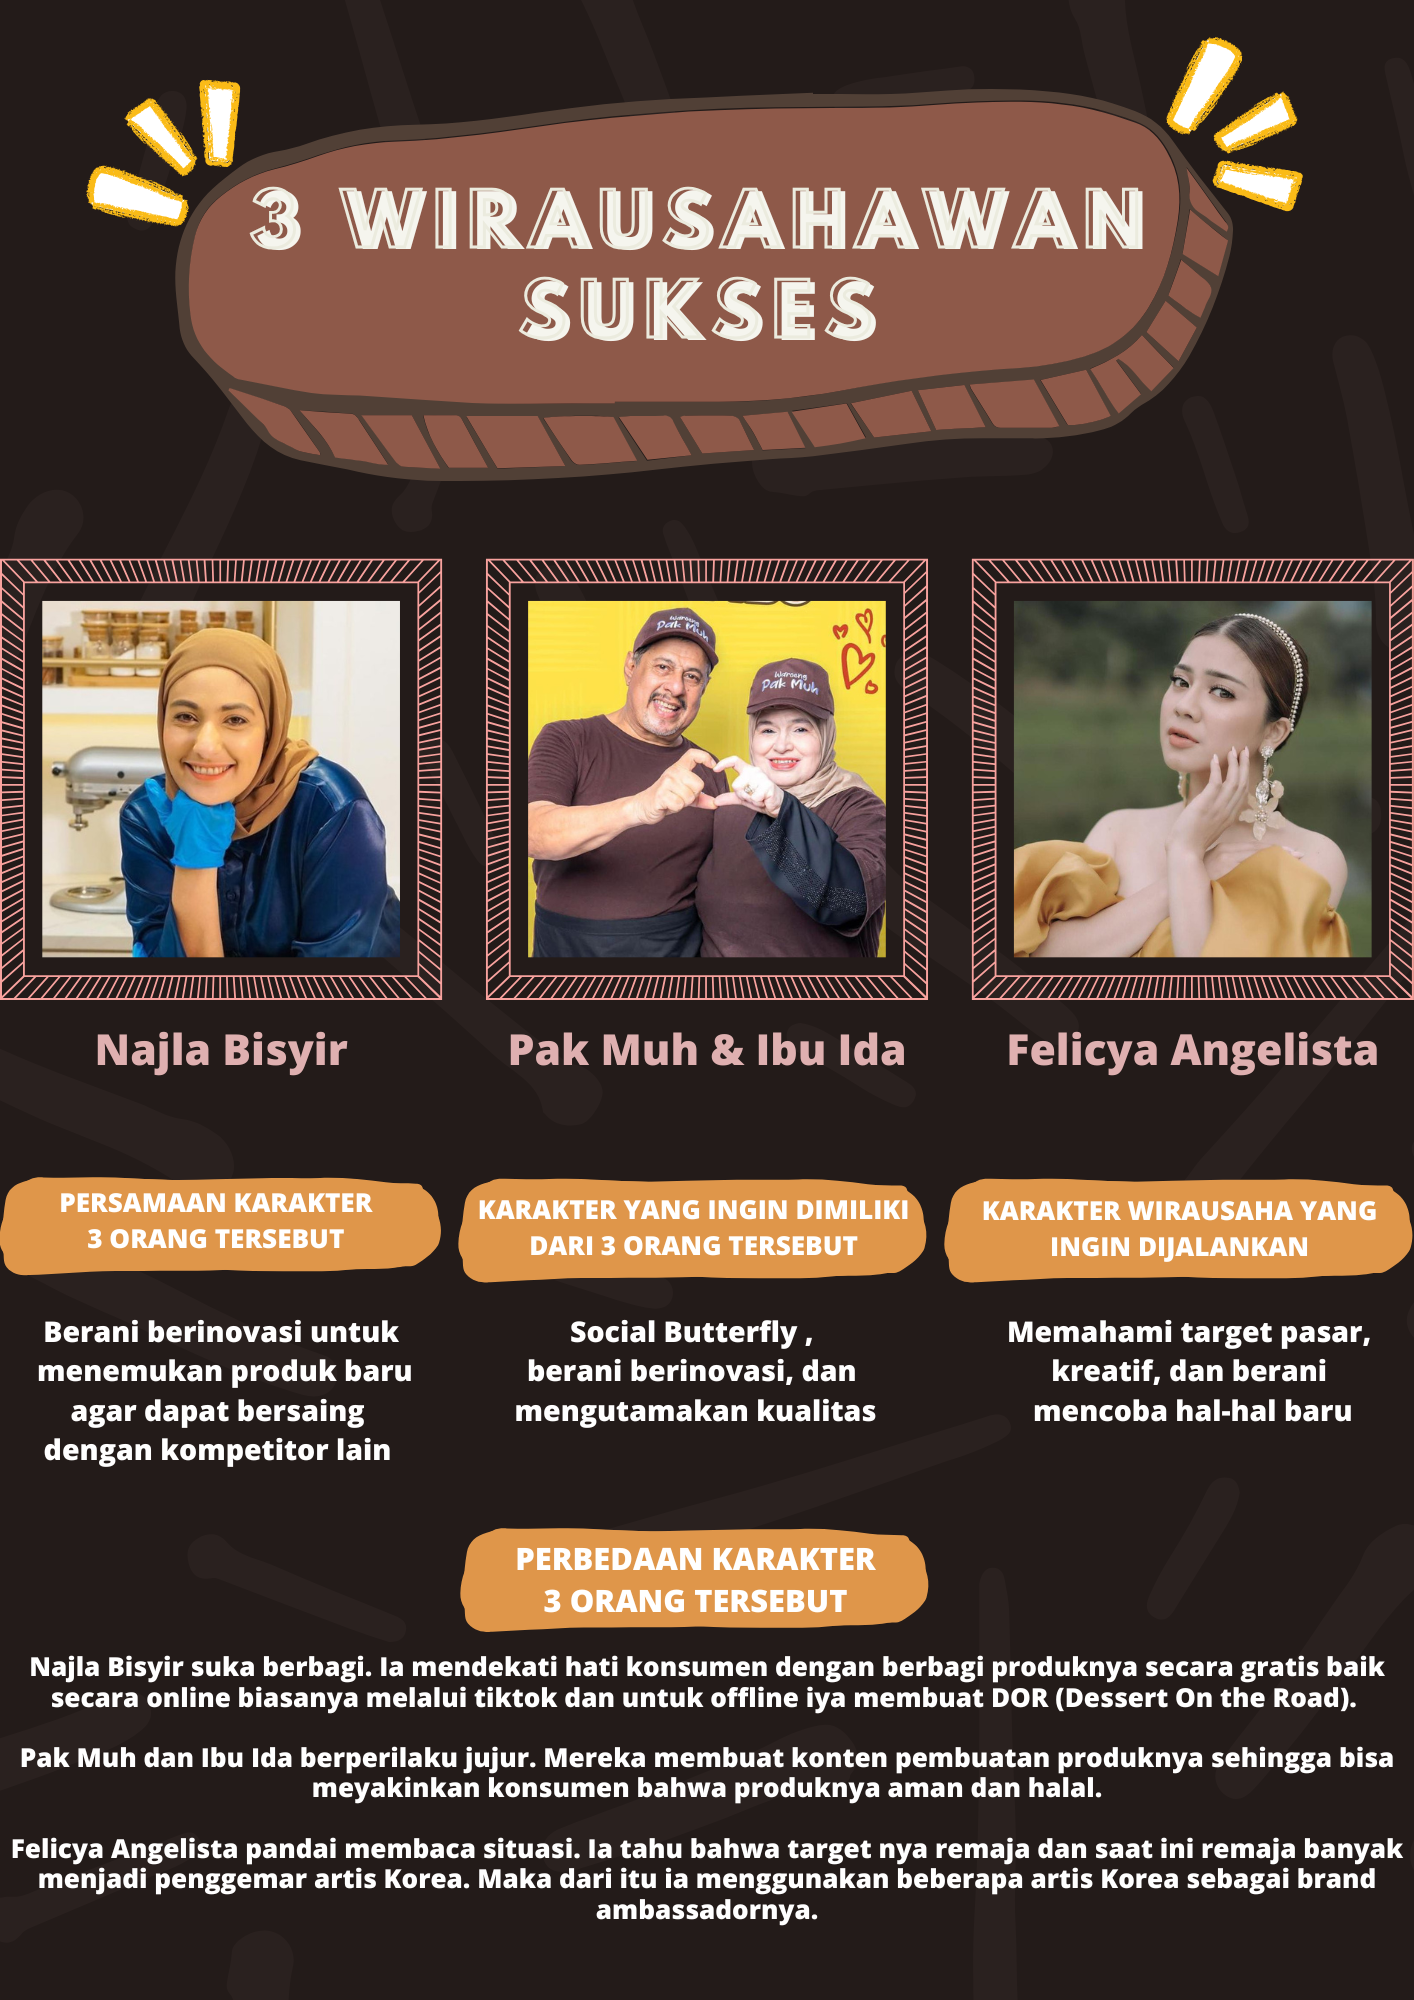 3 WIRAUSAHAWAN
SUKSES
Waroeng
Pak Muh
Waroeng
Pak Muh
Najla Bisyir
Pak Muh & Ibu Ida
Felicya Angelista
PERSAMAAN KARAKTER
3 ORANG TERSEBUT
Berani berinovasi untuk
menemukan produk baru
agar dapat bersaing
dengan kompetitor lain
KARAKTER YANG INGIN DIMILIKI
DARI 3 ORANG TERSEBUT
Social Butterfly ,
berani berinovasi, dan
mengutamakan kualitas
KARAKTER WIRAUSAHA YANG
INGIN DIJALANKAN
Memahami target pasar,
kreatif, dan berani
mencoba hal-hal baru
PERBEDAAN KARAKTER
3 ORANG TERSEBUT
Najla Bisyir suka berbagi. Ia mendekati hati konsumen dengan berbagi produknya secara gratis baik
secara online biasanya melalui tiktok dan untuk offline iya membuat DOR (Dessert On the Road).
Pak Muh dan Ibu Ida berperilaku jujur. Mereka membuat konten pembuatan produknya sehingga bisa
meyakinkan konsumen bahwa produknya aman dan halal.
Felicya Angelista pandai membaca situasi. Ia tahu bahwa target nya remaja dan saat ini remaja banyak
menjadi penggemar artis Korea. Maka dari itu ia menggunakan beberapa artis Korea sebagai brand
ambassadornya.